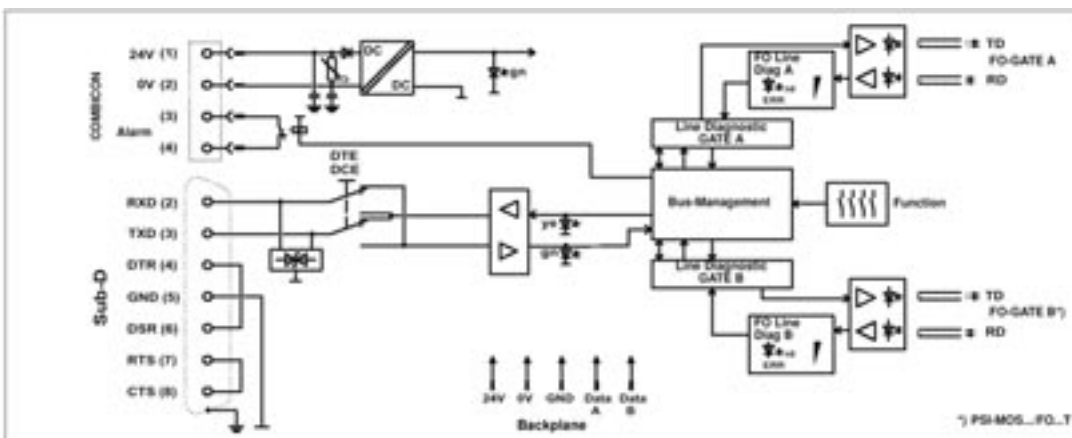 COMBICON
24V (1)
0V (2)
(3)
Alarm
(4)
DC
DC
gn
Sub-D
RXD (2)
TXD (3)
DTR (4)
GND (5)
DSR (6)
RTS (7)
CTS (8)
DTE
DCE
ye
gn
FO Line
Diag A
ERR
Line Diagnostic
GATE A
Bus-Management
Function
Line Diagnostic
GATE B
FO Line
Diag B
ERR
TD
FO-GATE A
RD
TD
FO-GATE B*)
RD
24V 0V GND Data A Data B
Backplane
*) PSI-MOS.../FO...T